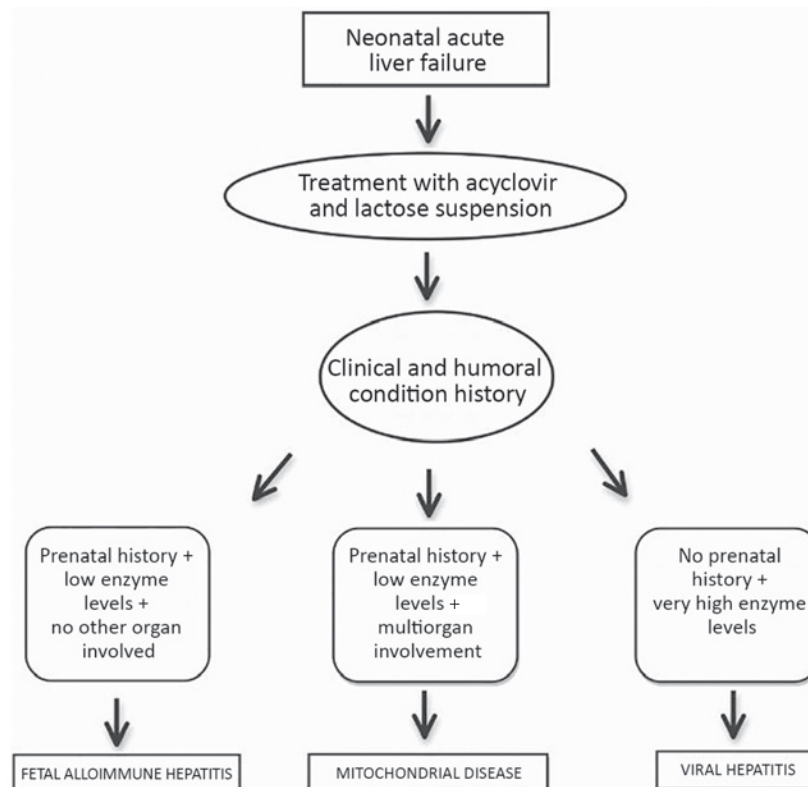 Neonatal acute
liver failure
Treatment with acyclovir
and lactose suspension
Clinical and humoral
condition history
Prenatal history +
low enzyme
levels +
no other organ
involved
Prenatal history +
low enzyme
levels +
multiorgan
involvement
No prenatal
history +
very high enzyme
levels
FETAL ALLOIMMUNE HEPATITIS
MITOCHONDRIAL DISEASE
VIRAL HEPATITIS